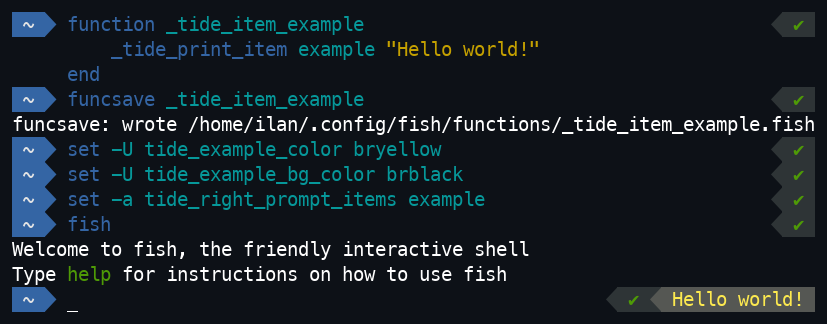 ~ function _tide_item_example ✔
_tide_print_item example "Hello world!"
end
~ funcsave _tide_item_example ✔
funcsave: wrote /home/ilan/.config/fish/functions/_tide_item_example.fish
~ set -U tide_example_color bryellow ✔
~ set -U tide_example_bg_color brblack ✔
~ set -a tide_right_prompt_items example ✔
~ fish ✔
Welcome to fish, the friendly interactive shell
Type help for instructions on how to use fish
~ _ ✔ Hello world!